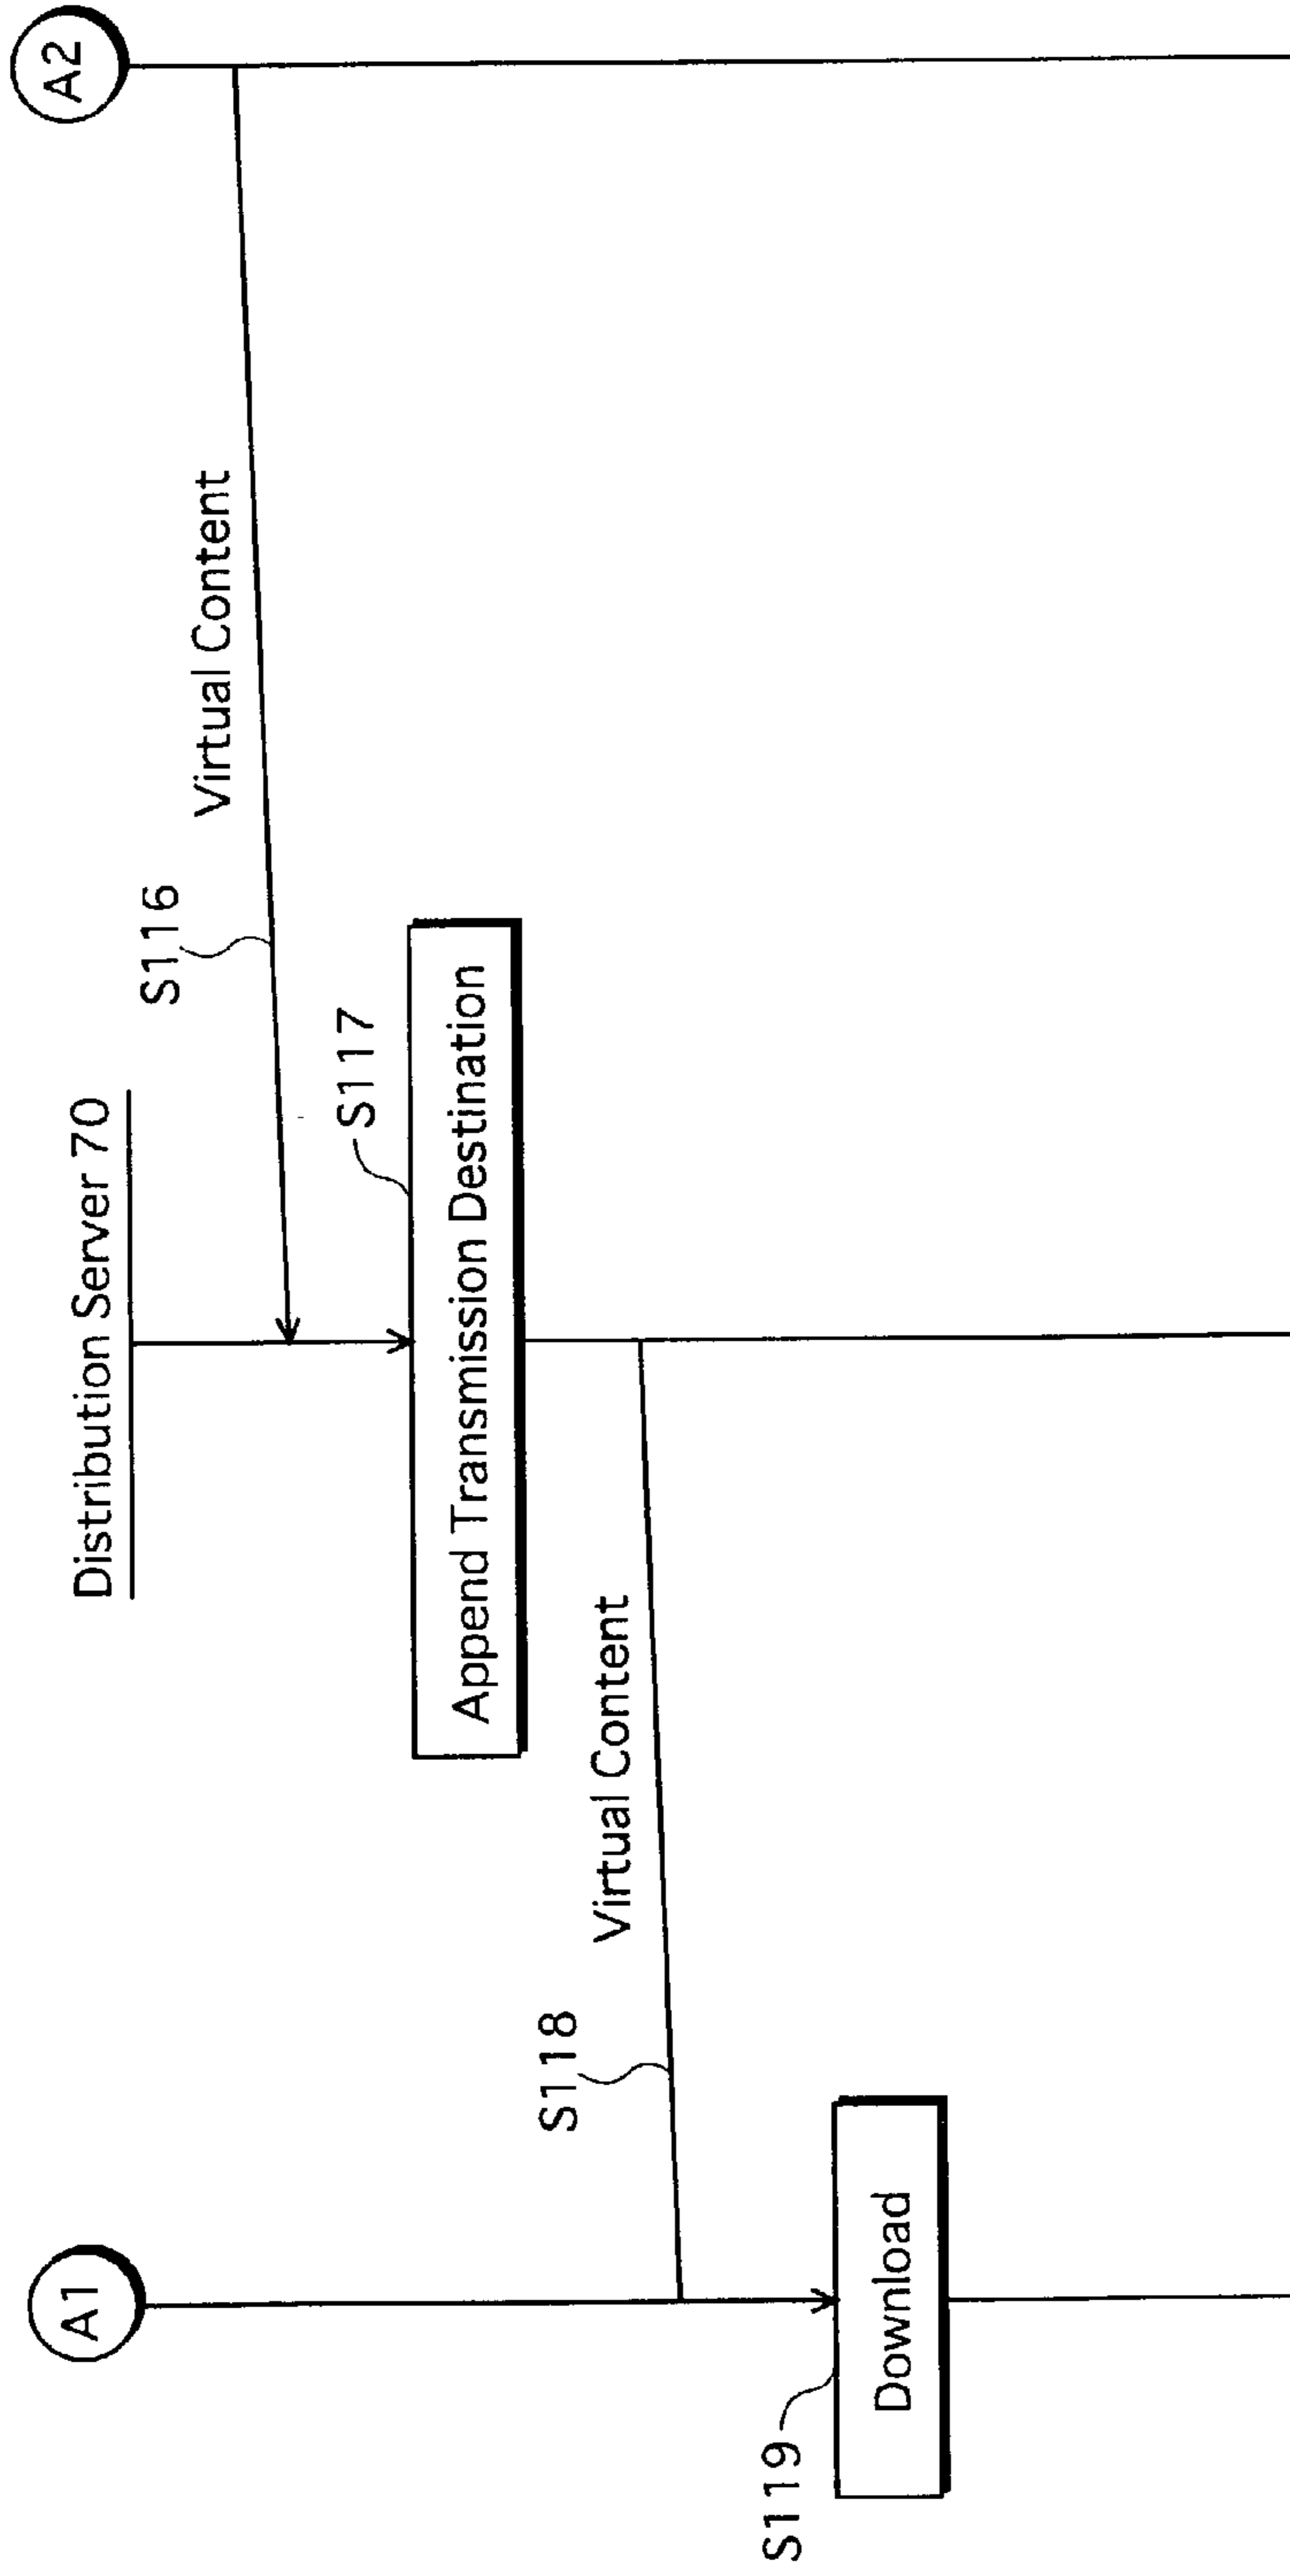 A1
Distribution Server 70
A2
S116
Virtual Content
S117
Append Transmission Destination
S118
Virtual Content
S119
Download